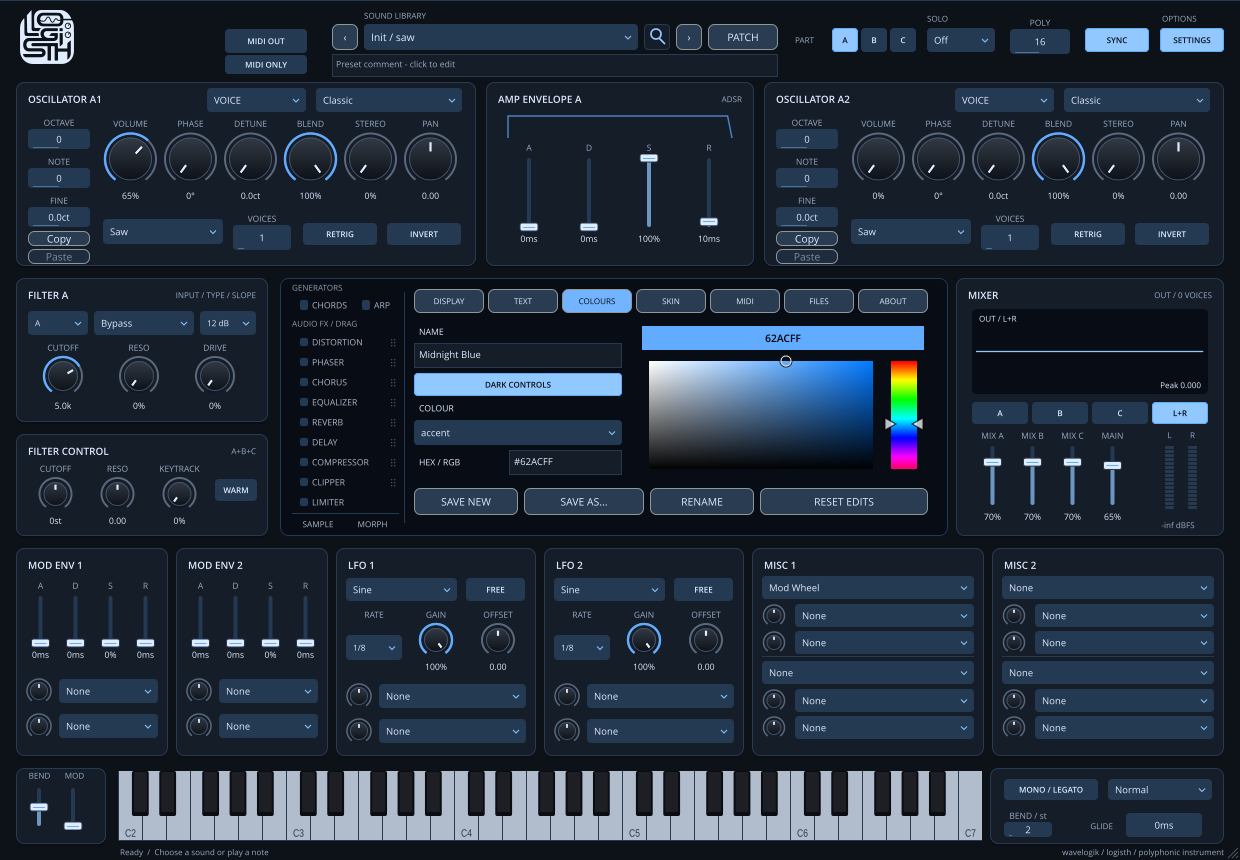 LOGISTH
MIDI OUT
MIDI ONLY
SOUND LIBRARY
‹ Init / saw › PATCH
Preset comment - click to edit
PART A B C
SOLO
Off
POLY
16
SYNC
OPTIONS
SETTINGS
OSCILLATOR A1 VOICE Classic
OCTAVE VOLUME PHASE DETUNE BLEND STEREO PAN
0
NOTE
0
65% 0° 0.0ct 100% 0% 0.00
FINE
0.0ct
Copy
Paste
Saw
VOICES
1
RETRIG INVERT
AMP ENVELOPE A ADSR
A D S R
0ms 0ms 100% 10ms
OSCILLATOR A2 VOICE Classic
OCTAVE VOLUME PHASE DETUNE BLEND STEREO PAN
0
NOTE
0
0% 0° 0.0ct 100% 0% 0.00
FINE
0.0ct
Copy
Paste
Saw
VOICES
1
RETRIG INVERT
FILTER A INPUT / TYPE / SLOPE
A Bypass 12 dB
CUTOFF RESO DRIVE
5.0k 0% 0%
FILTER CONTROL A+B+C
CUTOFF RESO KEYTRACK
WARM
0st 0.00 0%
GENERATORS
CHORDS ARP
AUDIO FX / DRAG
DISTORTION
PHASER
CHORUS
EQUALIZER
REVERB
DELAY
COMPRESSOR
CLIPPER
LIMITER
SAMPLE MORPH
DISPLAY TEXT COLOURS SKIN MIDI FILES ABOUT
NAME
Midnight Blue
DARK CONTROLS
COLOUR
accent
HEX / RGB #62ACFF
62ACFF
SAVE NEW SAVE AS... RENAME RESET EDITS
MIXER OUT / 0 VOICES
OUT / L+R
Peak 0.000
A B C L+R
MIX A MIX B MIX C MAIN L R
70% 70% 70% 65%
-inf dBFS
MOD ENV 1
A D S R
0ms 0ms 0% 0ms
None
None
MOD ENV 2
A D S R
0ms 0ms 0% 0ms
None
None
LFO 1
Sine FREE
RATE GAIN OFFSET
1/8
100% 0.00
None
None
LFO 2
Sine FREE
RATE GAIN OFFSET
1/8
100% 0.00
None
None
MISC 1
Mod Wheel
None
None
None
None
None
MISC 2
None
None
None
None
None
None
BEND MOD
C2 C3 C4 C5 C6 C7
MONO / LEGATO Normal
BEND / st
2
GLIDE 0ms
Ready / Choose a sound or play a note
wavelogik / logisth / polyphonic instrument